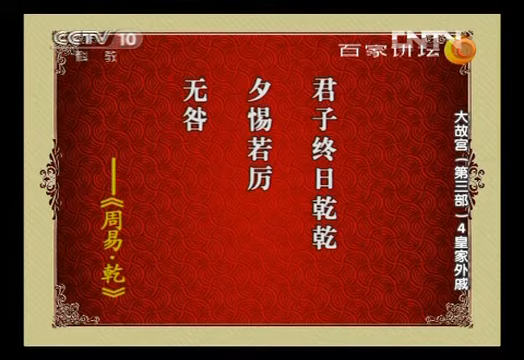 CCTV 10
科教
CNTV
百家讲坛
君子终日乾乾
夕惕若厉
无咎
——《周易·乾》
大故宫（第三部）4皇家外戚